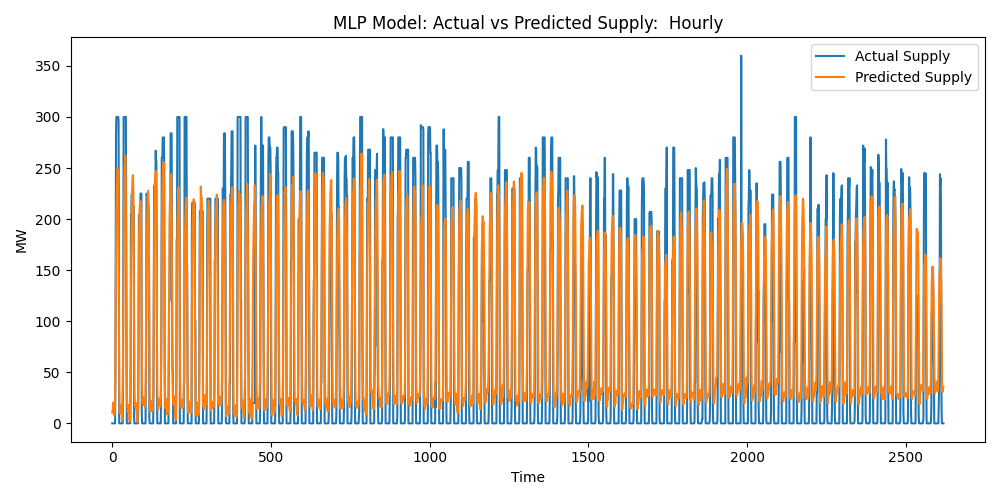 MLP Model: Actual vs Predicted Supply:  Hourly
Actual Supply
Predicted Supply
MW
350
300
250
200
150
100
50
0
0 500 1000 1500 2000 2500
Time